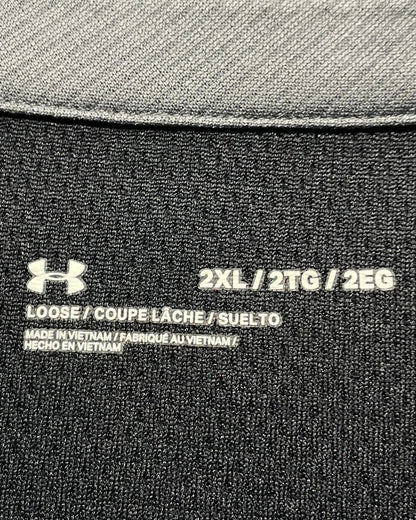 2XL / 2TG / 2EG
LOOSE / COUPE LÂCHE / SUELTO
MADE IN VIETNAM / FABRIQUÉ AU VIETNAM /
HECHO EN VIETNAM